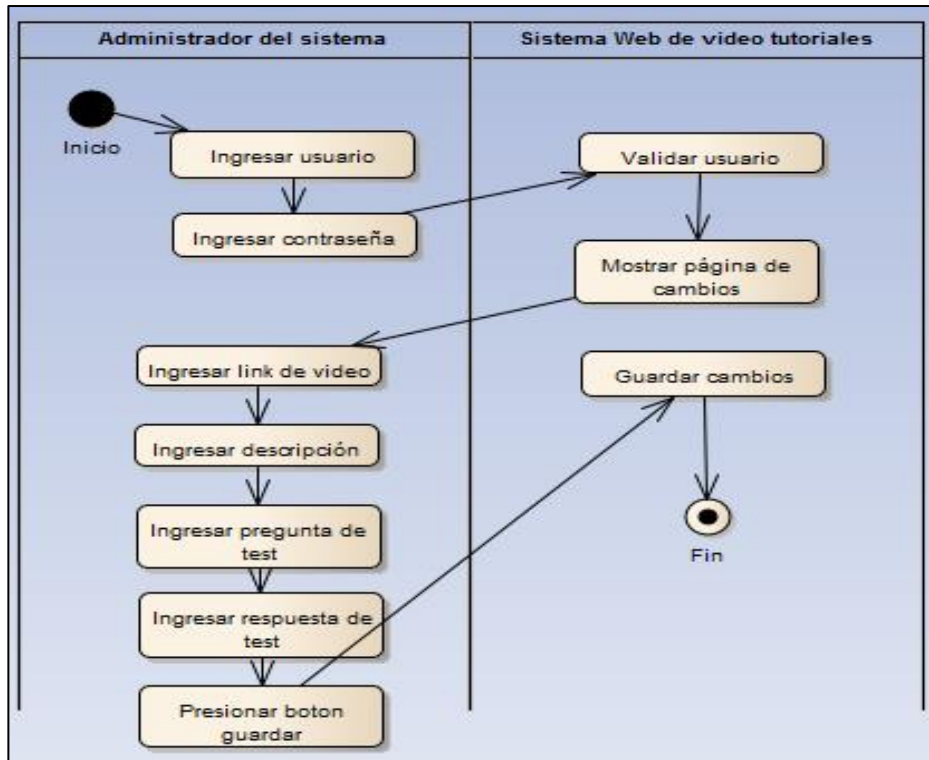 Administrador del sistema
Sistema Web de video tutoriales
Inicio
Ingresar usuario
Validar usuario
Ingresar contraseña
Mostrar página de
cambios
Ingresar link de video
Guardar cambios
Ingresar descripción
Ingresar pregunta de
test
Fin
Ingresar respuesta de
test
Presionar boton
guardar